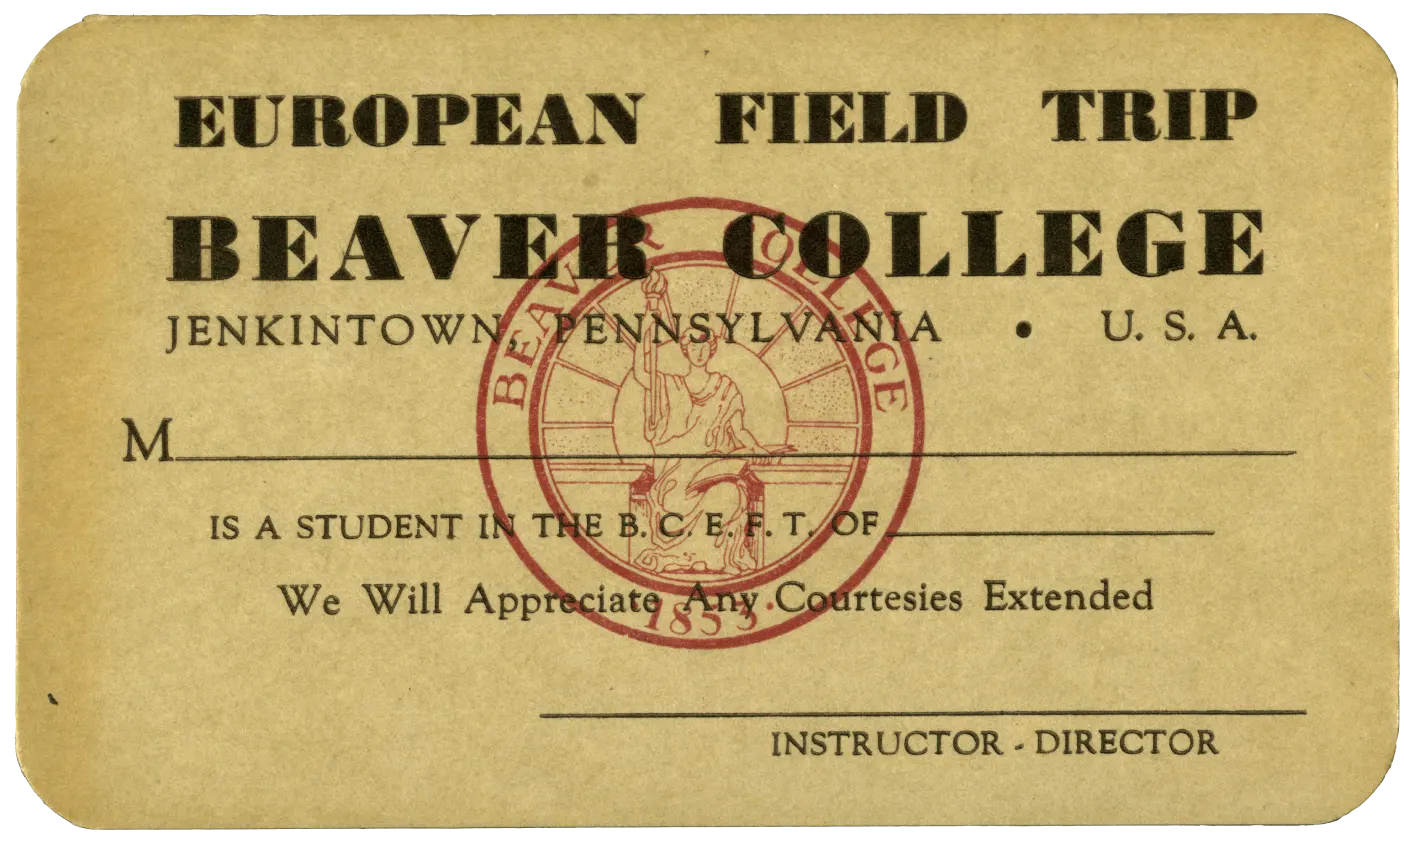 EUROPEAN FIELD TRIP
BEAVER COLLEGE
JENKINTOWN, PENNSYLVANIA • U. S. A.
BEAVER COLLEGE
M
IS A STUDENT IN THE B. C. E. F. T. OF
We Will Appreciate Any Courtesies Extended
· 1853 ·
INSTRUCTOR - DIRECTOR